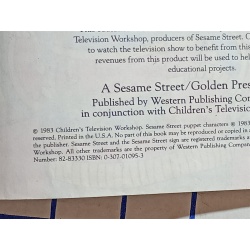 Television Workshop, producers of Sesame Street. C
to watch the television show to benefit from this
revenues from this product will be used to hel
educational projects.
A Sesame Street/Golden Pres
Published by Western Publishing Com
in conjunction with Children's Televisio
© 1983 Children's Television Workshop. Sesame Street puppet characters © 1983
reserved. Printed in the U.S.A. No part of this book may be reproduced or copied in
the publisher. Sesame Street and the Sesame Street sign are registered trademarks a
Workshop. All other trademarks are the property of Western Publishing Company
Number: 82-83330 ISBN: 0-307-01095-3